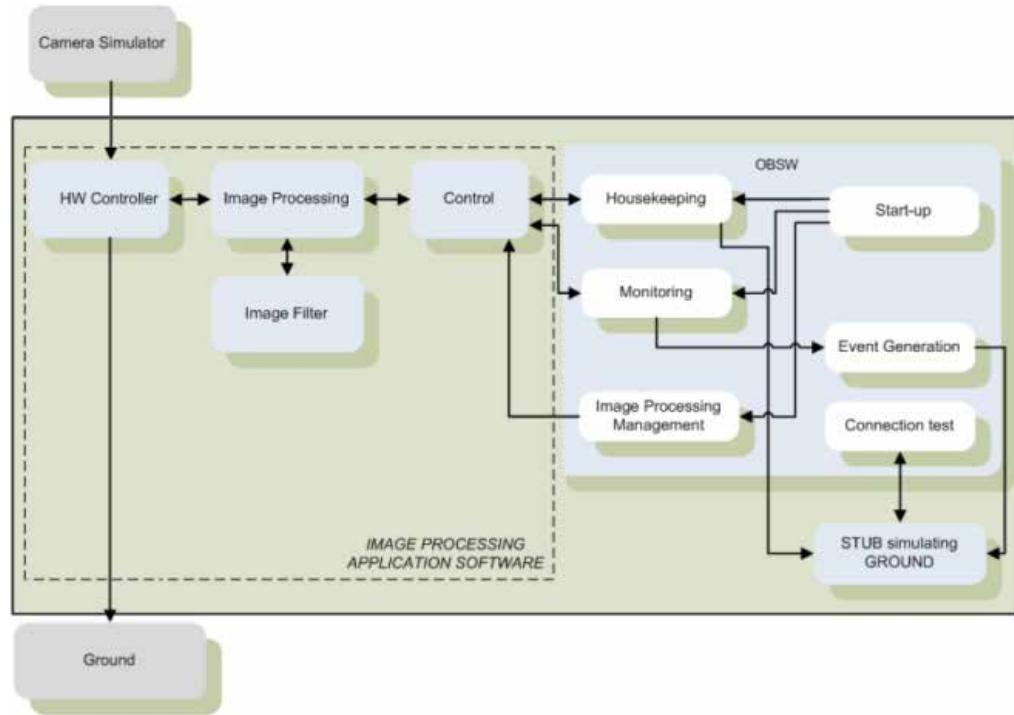 Camera Simulator
OBSW
HW Controller
Image Processing
Control
Housekeeping
Start-up
Image Filter
Monitoring
Event Generation
Image Processing
Management
Connection test
IMAGE PROCESSING
APPLICATION SOFTWARE
STUB simulating
GROUND
Ground